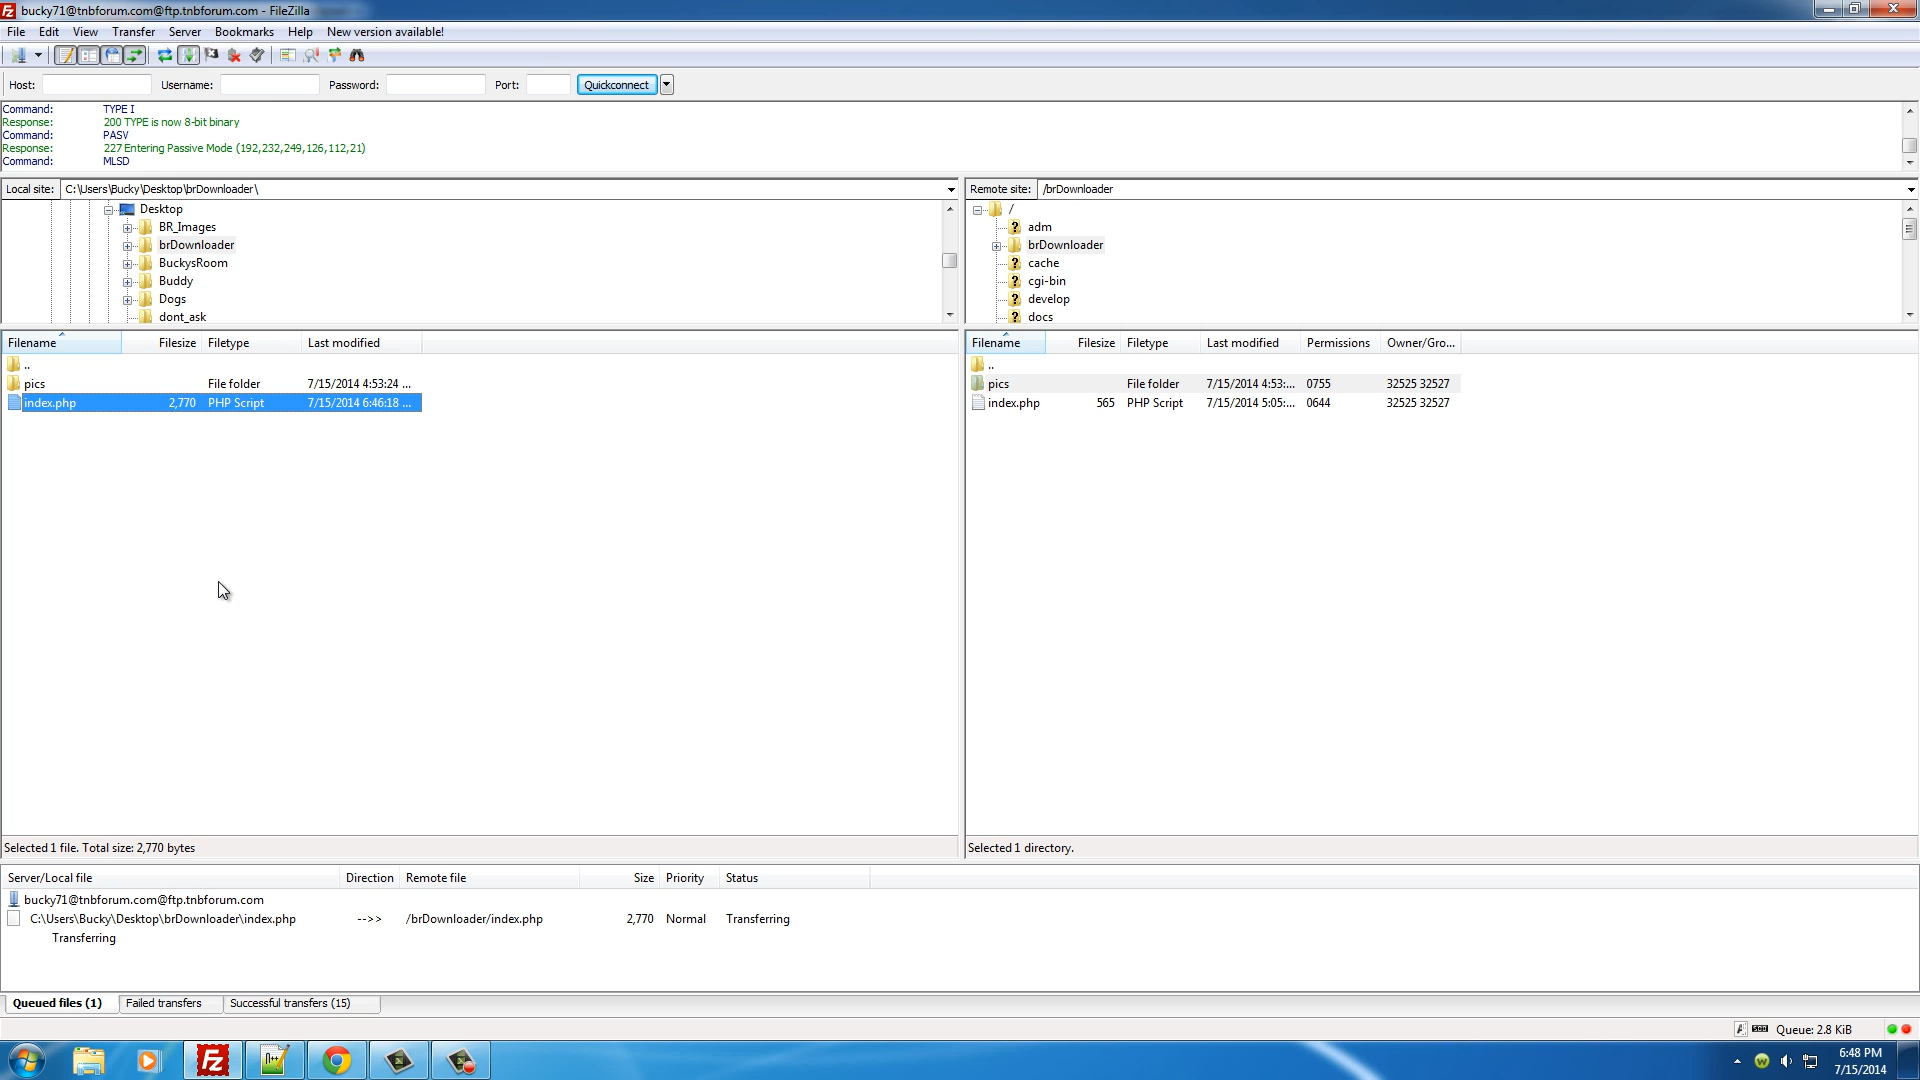 bucky71@tnbforum.com@ftp.tnbforum.com - FileZilla
File Edit View Transfer Server Bookmarks Help New version available!
Host: Username: Password: Port: Quickconnect
Command: TYPE I
Response: 200 TYPE is now 8-bit binary
Command: PASV
Response: 227 Entering Passive Mode (192,232,249,126,112,21)
Command: MLSD
Local site: C:\Users\Bucky\Desktop\brDownloader\
Desktop
BR_Images
brDownloader
BuckysRoom
Buddy
Dogs
dont_ask
Remote site: /brDownloader
/
adm
brDownloader
cache
cgi-bin
develop
docs
Filename Filesize Filetype Last modified
..
pics File folder 7/15/2014 4:53:24 ...
index.php 2,770 PHP Script 7/15/2014 6:46:18 ...
Selected 1 file. Total size: 2,770 bytes
Filename Filesize Filetype Last modified Permissions Owner/Gro...
..
pics File folder 7/15/2014 4:53:... 0755 32525 32527
index.php 565 PHP Script 7/15/2014 5:05:... 0644 32525 32527
Selected 1 directory.
Server/Local file Direction Remote file Size Priority Status
bucky71@tnbforum.com@ftp.tnbforum.com
C:\Users\Bucky\Desktop\brDownloader\index.php -->> /brDownloader/index.php 2,770 Normal Transferring
Transferring
Queued files (1) Failed transfers Successful transfers (15)
Queue: 2.8 KiB
6:48 PM
7/15/2014